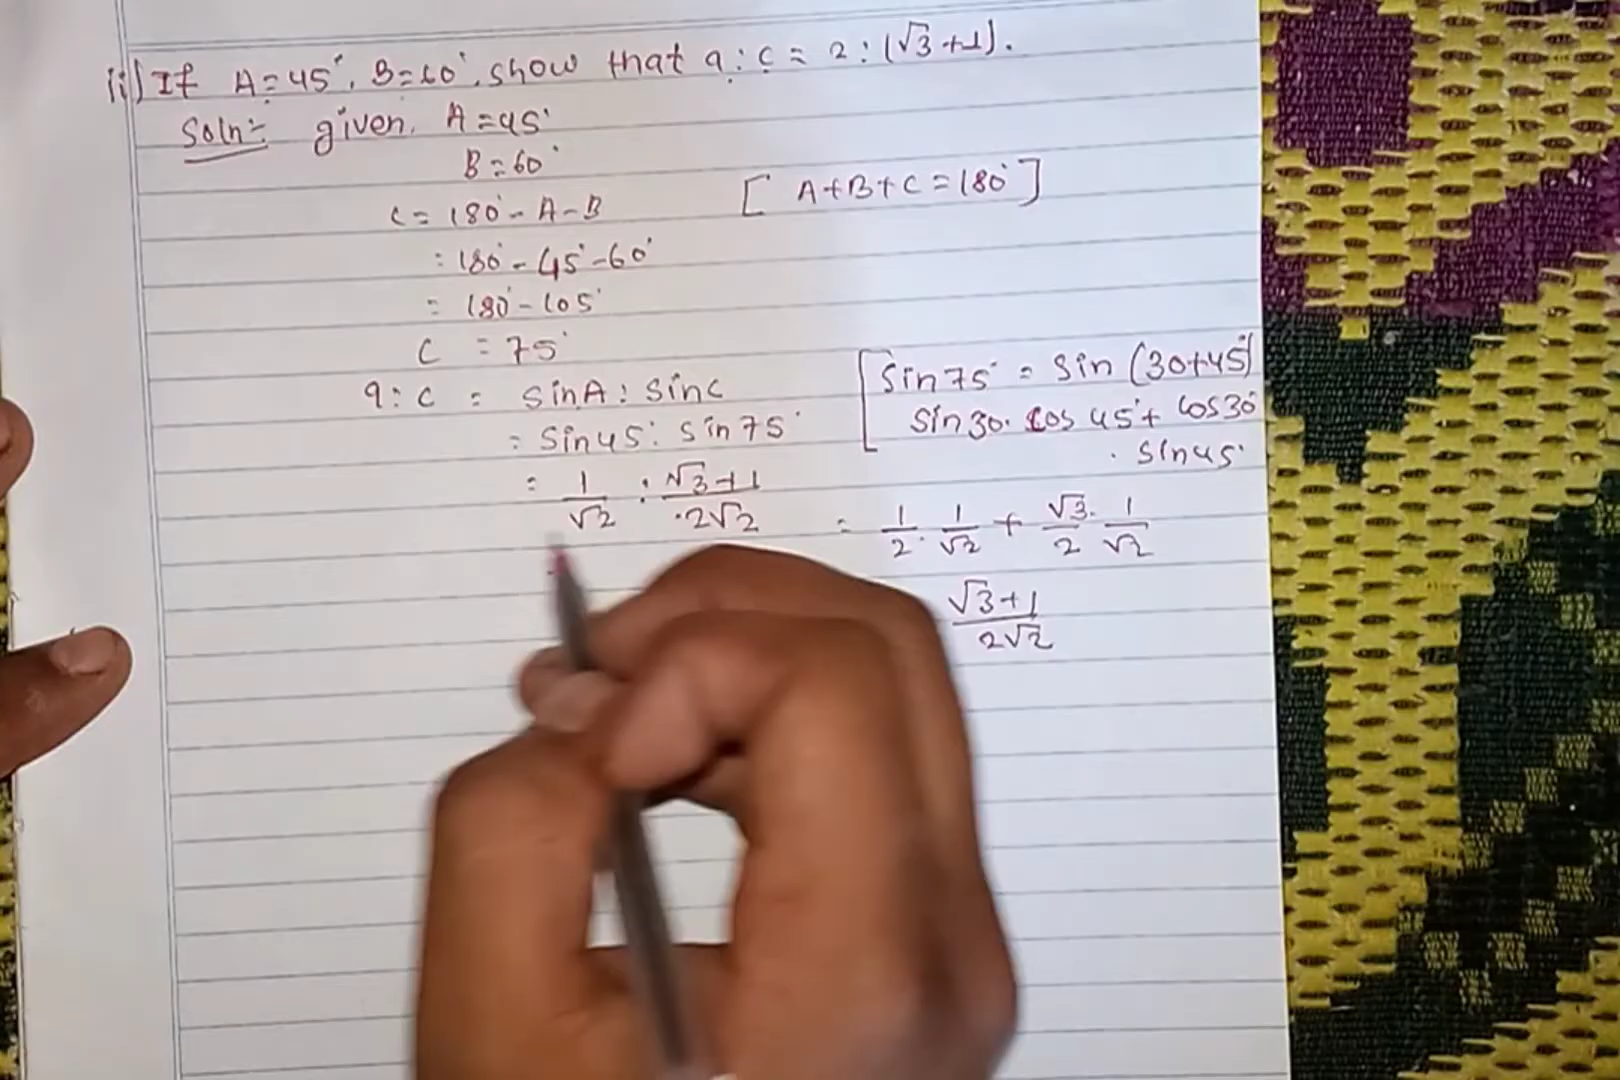 ii) If A=45°, B=60°, show that a:c = 2:(√3+1).
Soln:- given, A=45°
B=60°
C= 180°-A-B [ A+B+C=180° ]
= 180°-45°-60°
= 180°-105°
C = 75°
a:c = sinA : sinC
= sin45° : sin75°
= 1/√2 : √3+1/2√2
[ sin75° = sin (30+45°)
sin30. cos 45° + cos30°
. sin45.
= 1/2 . 1/√2 + √3/2 . 1/√2
√3+1/2√2